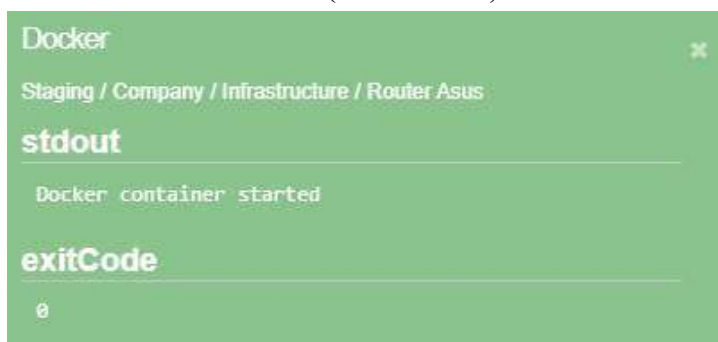 Docker
Staging / Company / Infrastructure / Router Asus
stdout
Docker container started
exitCode
0